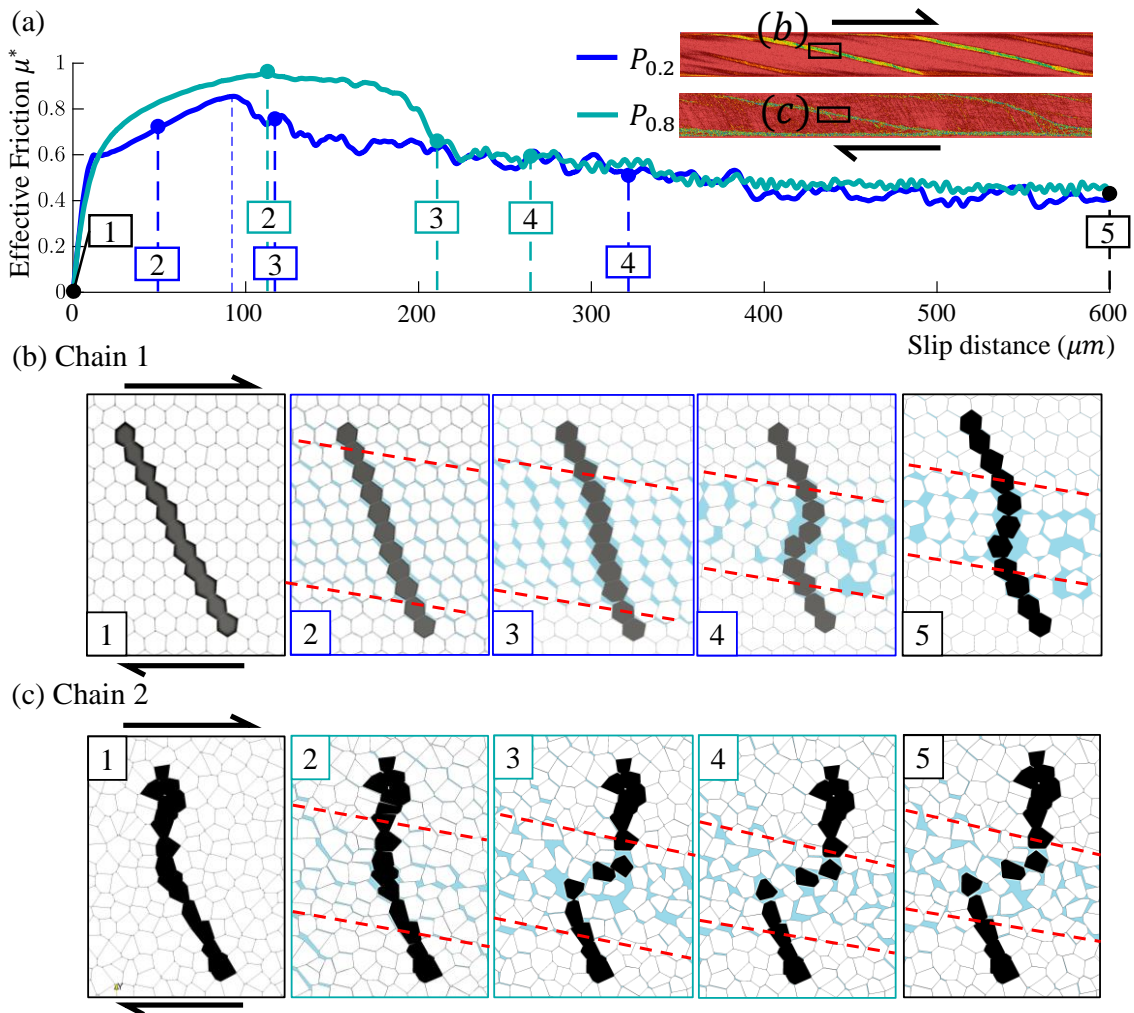 (a)
Effective Friction μ*
1
0.8
0.6
0.4
0.2
0
P₀.₂
P₀.₈
(b)
(c)
1
2
3
2
3
4
4
5
0 100 200 300 400 500 600
Slip distance (μm)
(b) Chain 1
1 2 3 4 5
(c) Chain 2
1 2 3 4 5